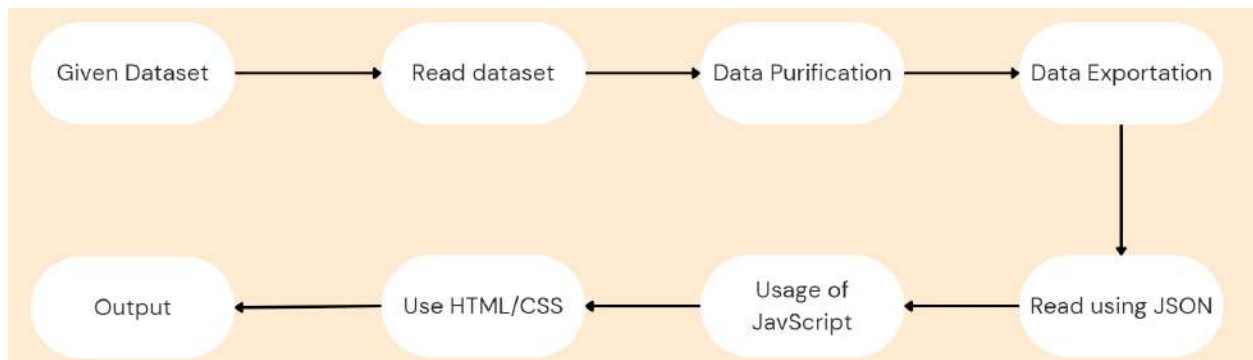 Given Dataset
Read dataset
Data Purification
Data Exportation
Read using JSON
Usage of
JavScript
Use HTML/CSS
Output